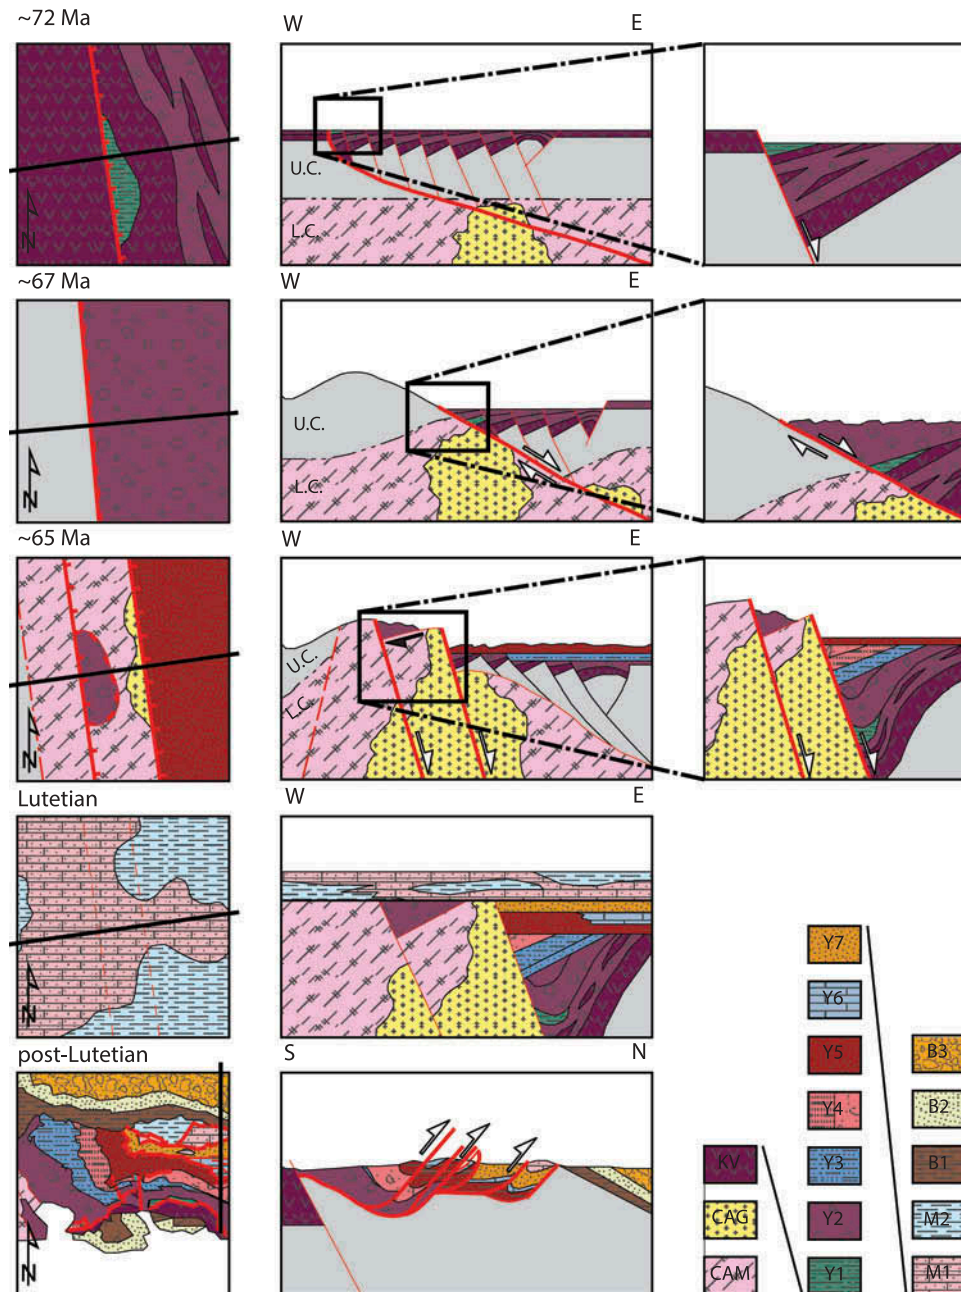 ~72 Ma
W E
U.C.
L.C.
N
~67 Ma
W E
U.C.
L.C.
N
~65 Ma
W E
U.C.
L.C.
N
Lutetian
W E
N
post-Lutetian
S N
N
Y7
Y6
Y5 B3
Y4 B2
KV Y3 B1
CAG Y2 M2
CAM Y1 M1